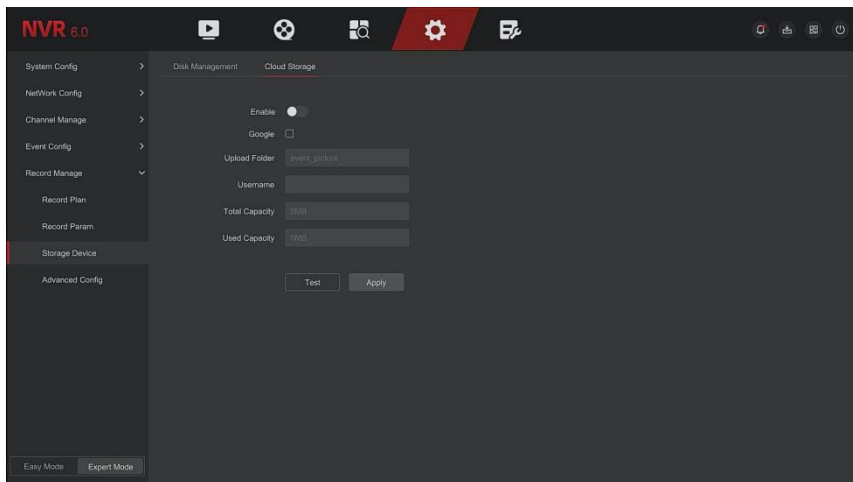 NVR 6.0
System Config
Disk Management Cloud Storage
NetWork Config
Channel Manage
Event Config
Record Manage
Record Plan
Record Param
Storage Device
Advanced Config
Enable
Google
Upload Folder event_picture
Username
Total Capacity 0MB
Used Capacity 0MB
Test Apply
Easy Mode Expert Mode